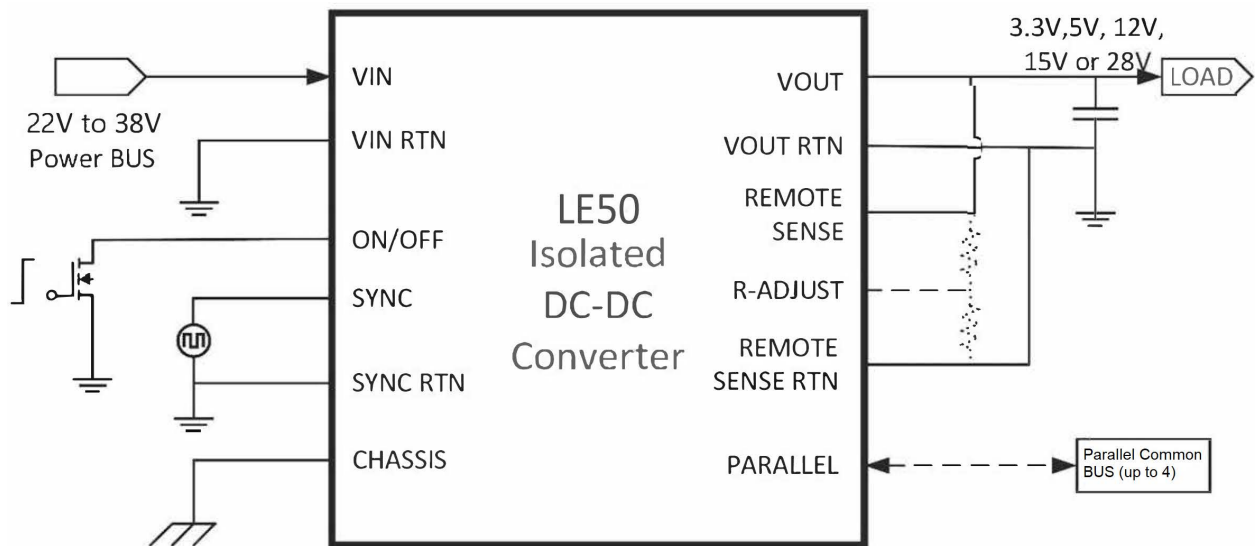 3.3V,5V, 12V,
15V or 28V
LOAD
VIN
VOUT
22V to 38V
Power BUS
VIN RTN
VOUT RTN
LE50
Isolated
DC-DC
Converter
REMOTE
SENSE
ON/OFF
SYNC
R-ADJUST
REMOTE
SENSE RTN
SYNC RTN
CHASSIS
PARALLEL
Parallel Common
BUS (up to 4)